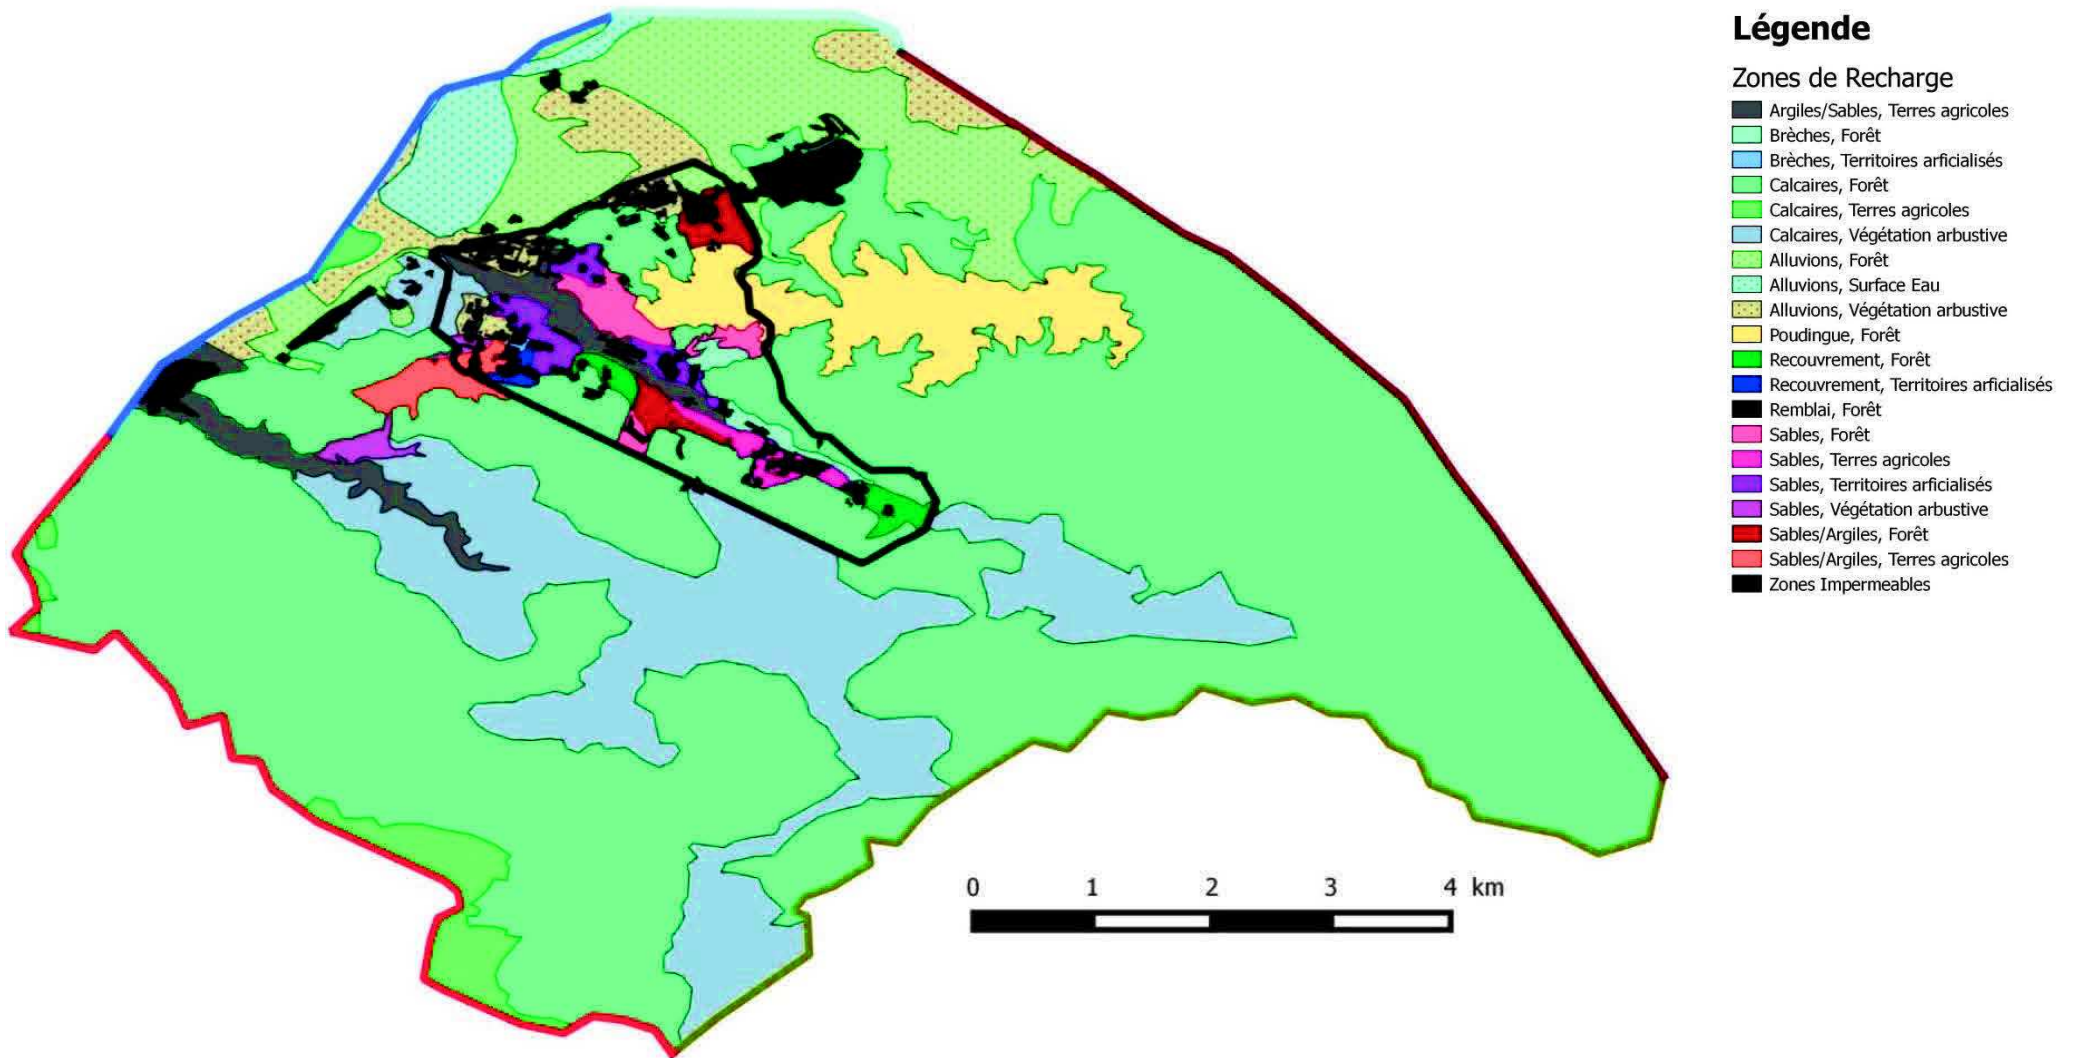 Légende
Zones de Recharge
Argiles/Sables, Terres agricoles
Brèches, Forêt
Brèches, Territoires arficialisés
Calcaires, Forêt
Calcaires, Terres agricoles
Calcaires, Végétation arbustive
Alluvions, Forêt
Alluvions, Surface Eau
Alluvions, Végétation arbustive
Poudingue, Forêt
Recouvrement, Forêt
Recouvrement, Territoires arficialisés
Remblai, Forêt
Sables, Forêt
Sables, Terres agricoles
Sables, Territoires arficialisés
Sables, Végétation arbustive
Sables/Argiles, Forêt
Sables/Argiles, Terres agricoles
Zones Impermeables
0 1 2 3 4 km